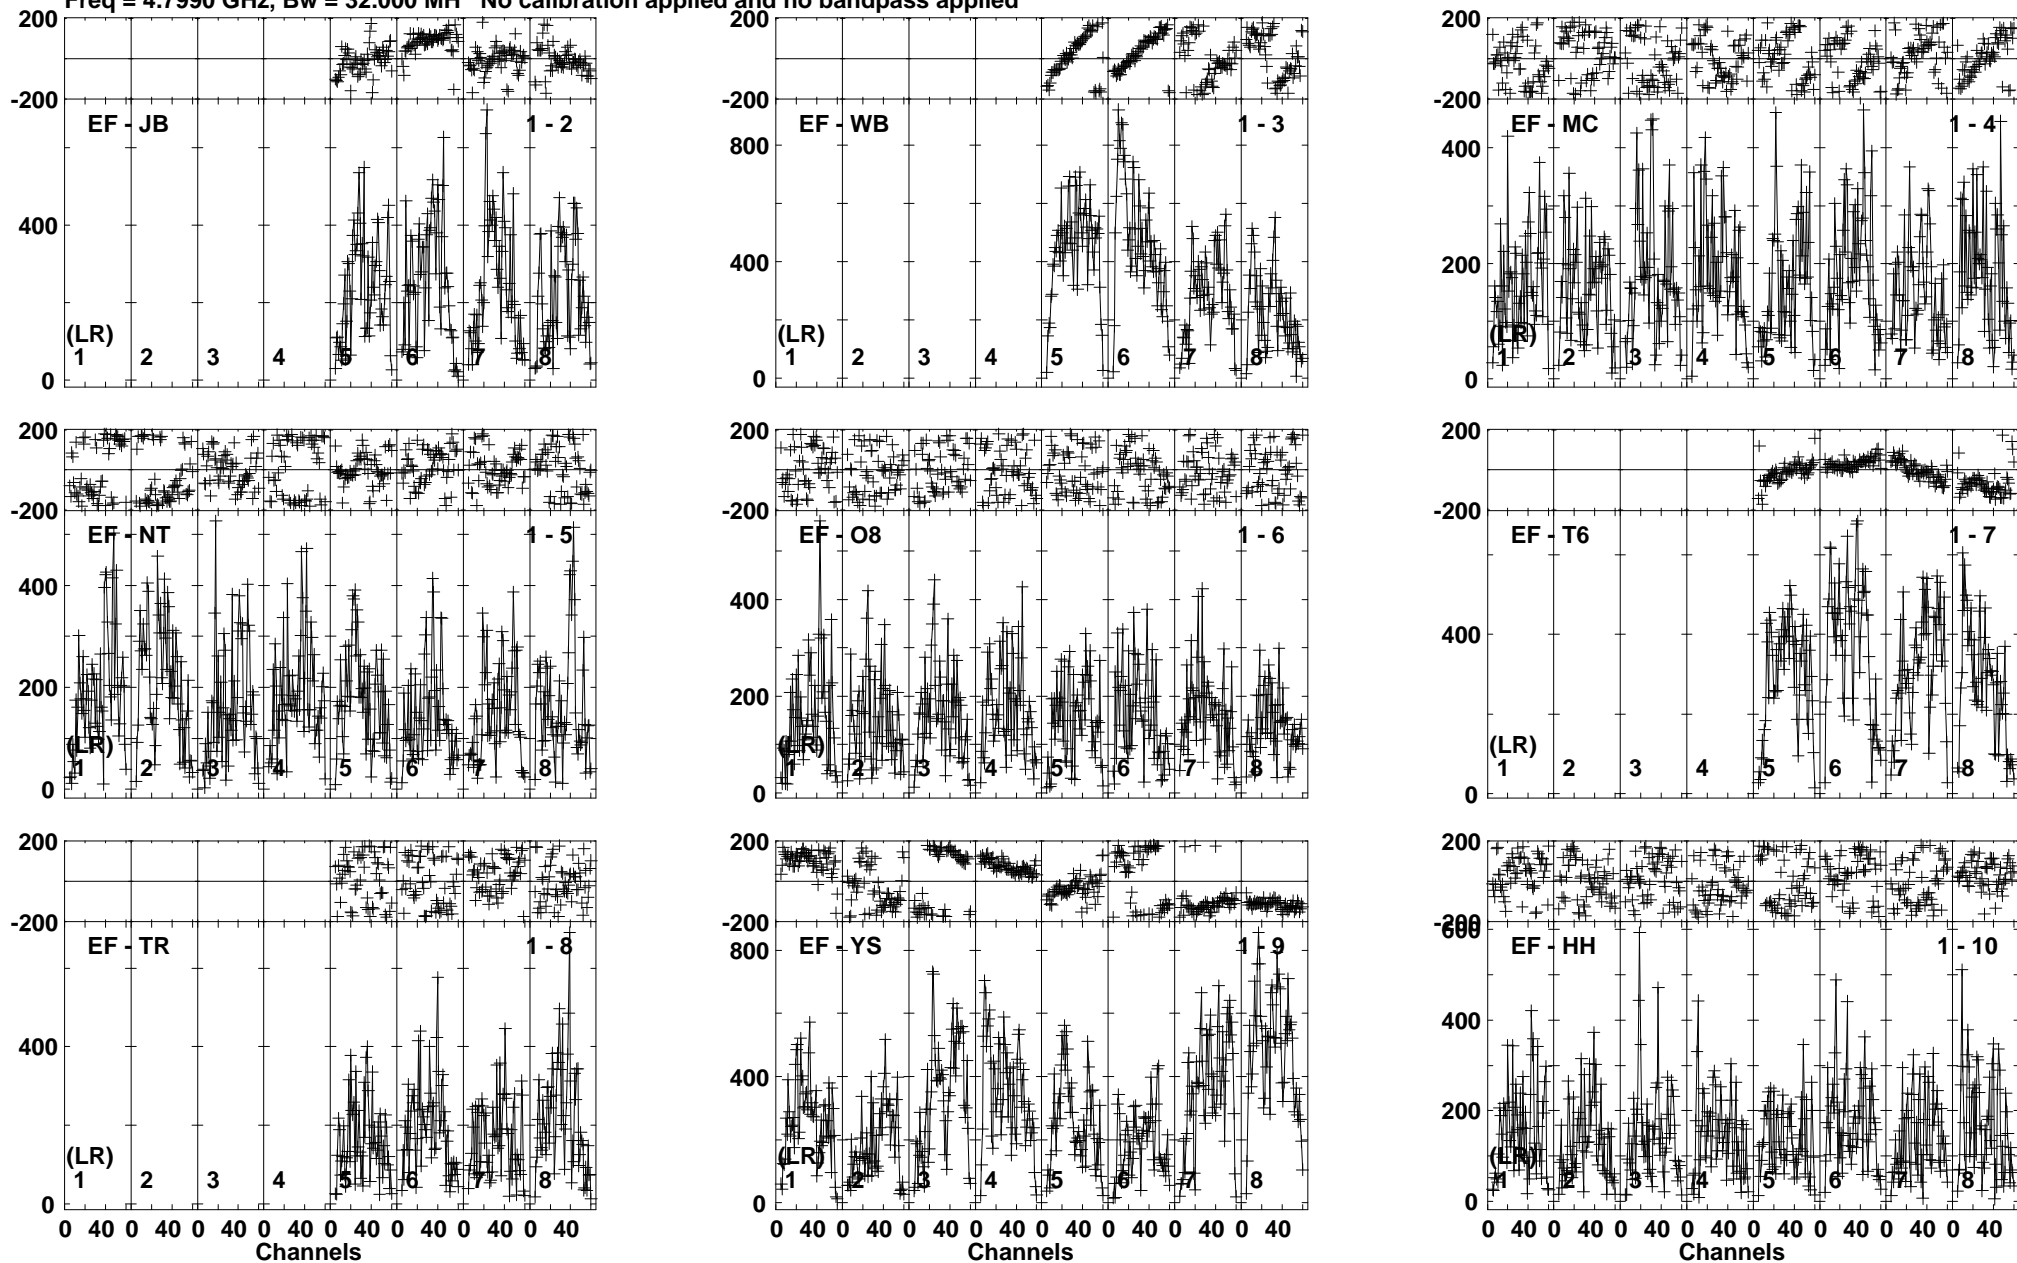 Freq = 4.7990 GHz, Bw = 32.000 MH No calibration applied and no bandpass applied
200 200 200
-200 -200 -200
EF - JB 1 - 2 EF - WB 1 - 3 EF - MC 1 - 4
800 400
400 400 200
(LR) (LR) (LR)
1 2 3 4 5 6 7 8 1 2 3 4 5 6 7 8 1 2 3 4 5 6 7 8
0 0 0
200 200 200
-200 -200 -200
EF - NT 1 - 5 EF - O8 1 - 6 EF - T6 1 - 7
400 400 400
200 200
(LR) (LR) (LR)
1 2 3 4 5 6 7 8 1 2 3 4 5 6 7 8 1 2 3 4 5 6 7 8
0 0 0
200 200 200
-200 -200 -200
600
EF - TR 1 - 8 EF - YS 1 - 9 EF - HH 1 - 10
800
400 400 400
200
(LR) (LR) (LR)
1 2 3 4 5 6 7 8 1 2 3 4 5 6 7 8 1 2 3 4 5 6 7 8
0 0 0
0 40 0 40 0 40 0 40 0 40 0 40 0 40 0 40 0 40 0 40 0 40 0 40 0 40 0 40 0 40 0 40 0 40 0 40 0 40 0 40 0 40 0 40 0 40 0 40
Channels Channels